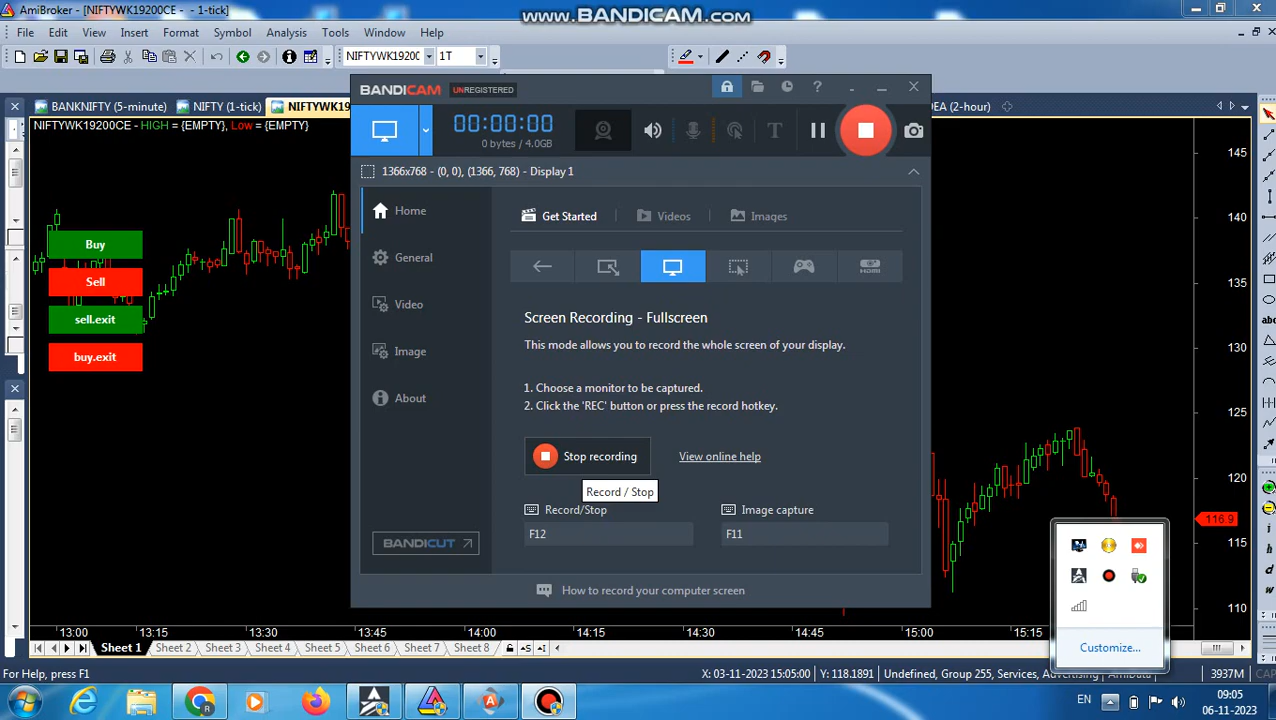 AmiBroker - [NIFTYWK19200CE - - 1-tick]
www.BANDICAM.com
File Edit View Insert Format Symbol Analysis Tools Window Help
NIFTYWK1920C 1T
BANDICAM UNREGISTERED
BANKNIFTY (5-minute) NIFTY (1-tick) NIFTYWK19 DEA (2-hour)
NIFTYWK19200CE - HIGH = {EMPTY}, Low = {EMPTY}
00:00:00
0 bytes / 4.0GB
1366x768 - (0, 0), (1366, 768) - Display 1
Home
General
Video
Image
About
BANDICUT
Get Started Videos Images
Screen Recording - Fullscreen
This mode allows you to record the whole screen of your display.
1. Choose a monitor to be captured.
2. Click the 'REC' button or press the record hotkey.
Stop recording View online help
Record / Stop
Record/Stop Image capture
F12 F11
How to record your computer screen
Buy
Sell
sell.exit
buy.exit
145
140
135
130
125
120
116.9
115
110
Customize...
13:00 13:15 13:30 13:45 14:00 14:15 14:30 14:45 15:00 15:15
Sheet 1 Sheet 2 Sheet 3 Sheet 4 Sheet 5 Sheet 6 Sheet 7 Sheet 8
For Help, press F1 X: 03-11-2023 15:05:00 Y: 118.1891 Undefined, Group 255, Services, Advertising AmiData 3937M
EN 09:05
06-11-2023